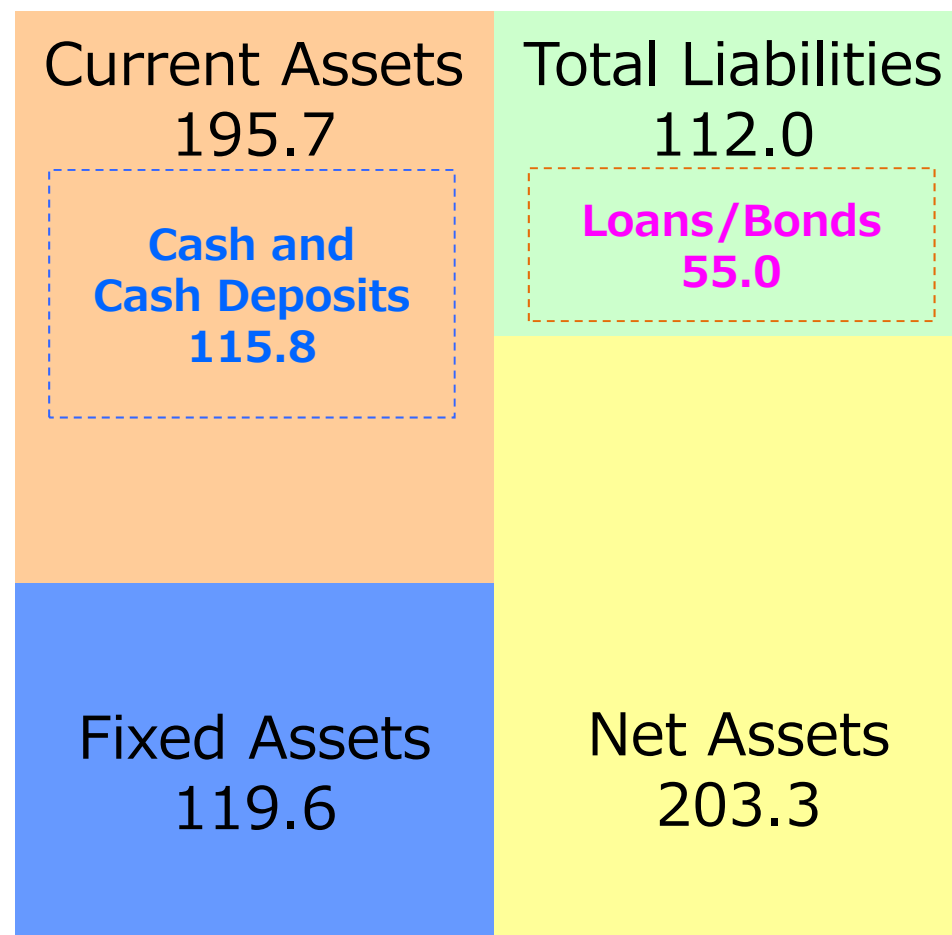 Current Assets
195.7
Cash and
Cash Deposits
115.8
Total Liabilities
112.0
Loans/Bonds
55.0
Fixed Assets
119.6
Net Assets
203.3